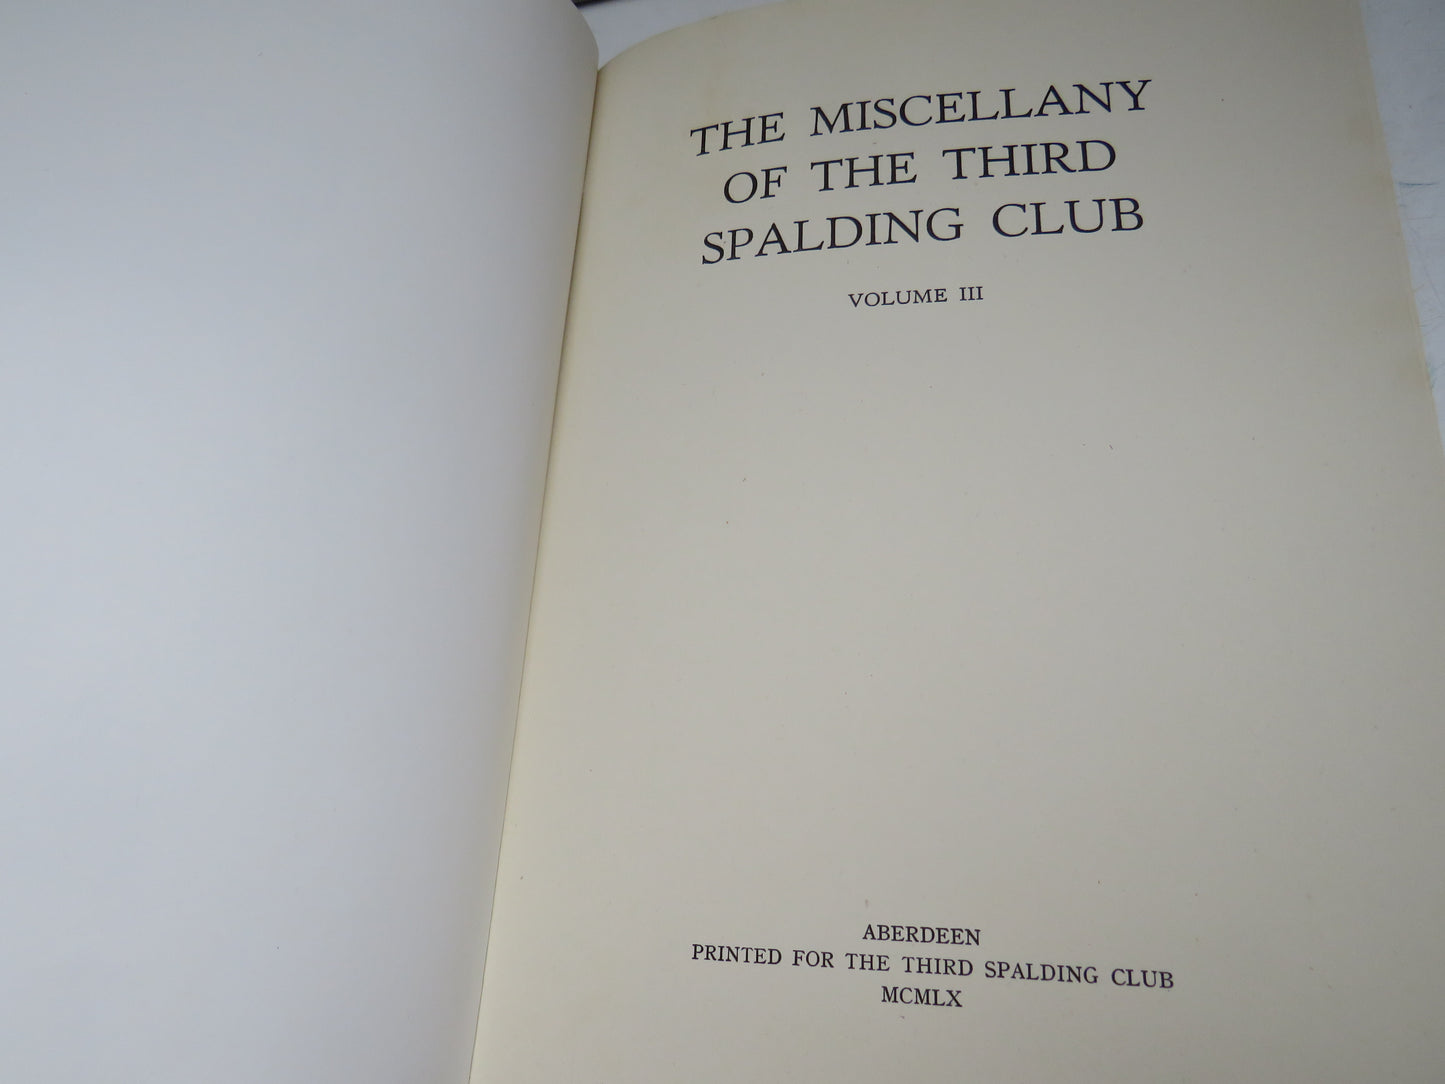 THE MISCELLANY
OF THE THIRD
SPALDING CLUB
VOLUME III
ABERDEEN
PRINTED FOR THE THIRD SPALDING CLUB
MCMLX